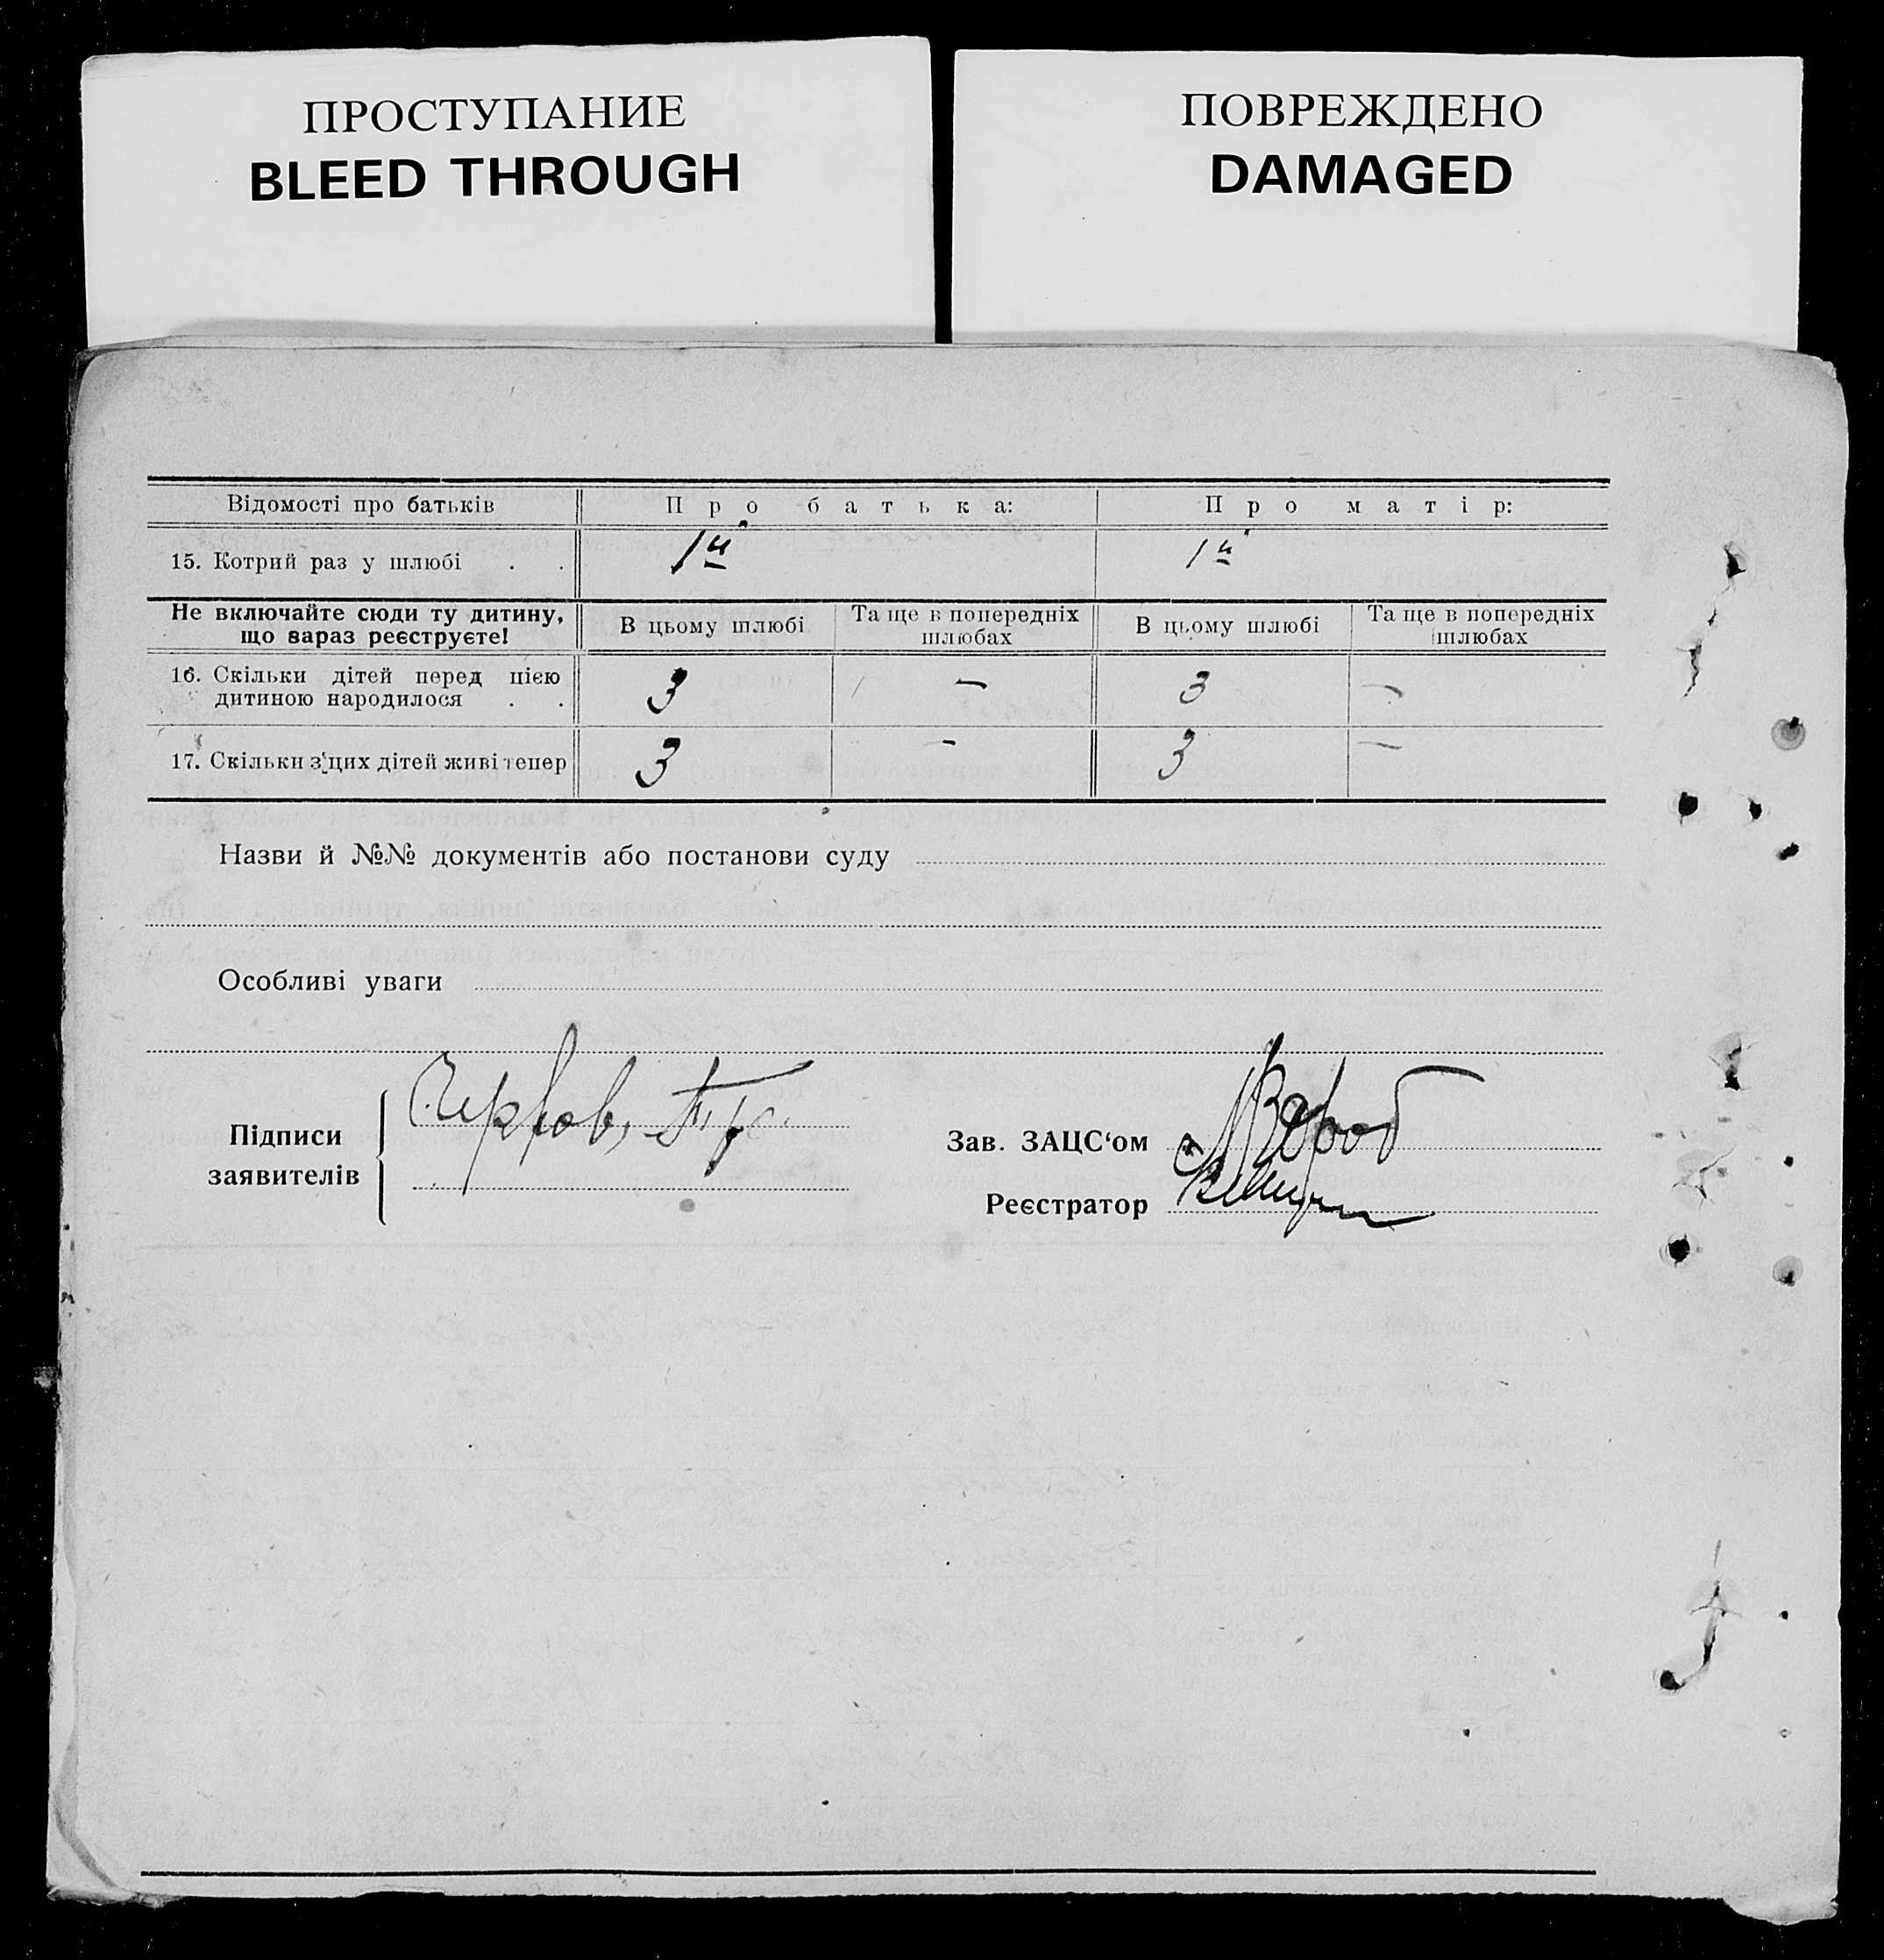 ПРОСТУПАНИЕ
BLEED THROUGH
ПОВРЕЖДЕНО
DAMAGED
Відомості про батьків Про батька: Про матір:
15. Котрий раз у шлюбі . . 1й 1й
Не включайте сюди ту дитину, що вараз реєструєте! В цьому шлюбі Та ще в попередніх шлюбах В цьому шлюбі Та ще в попередніх шлюбах
16. Скільки дітей перед цією дитиною народилося . . 3 — 3 —
17. Скільки з цих дітей живі тепер 3 — 3 —
Назви й №№ документів або постанови суду
Особливі уваги
Підписи заявителів
Зав. ЗАЦС‘ом
Реєстратор